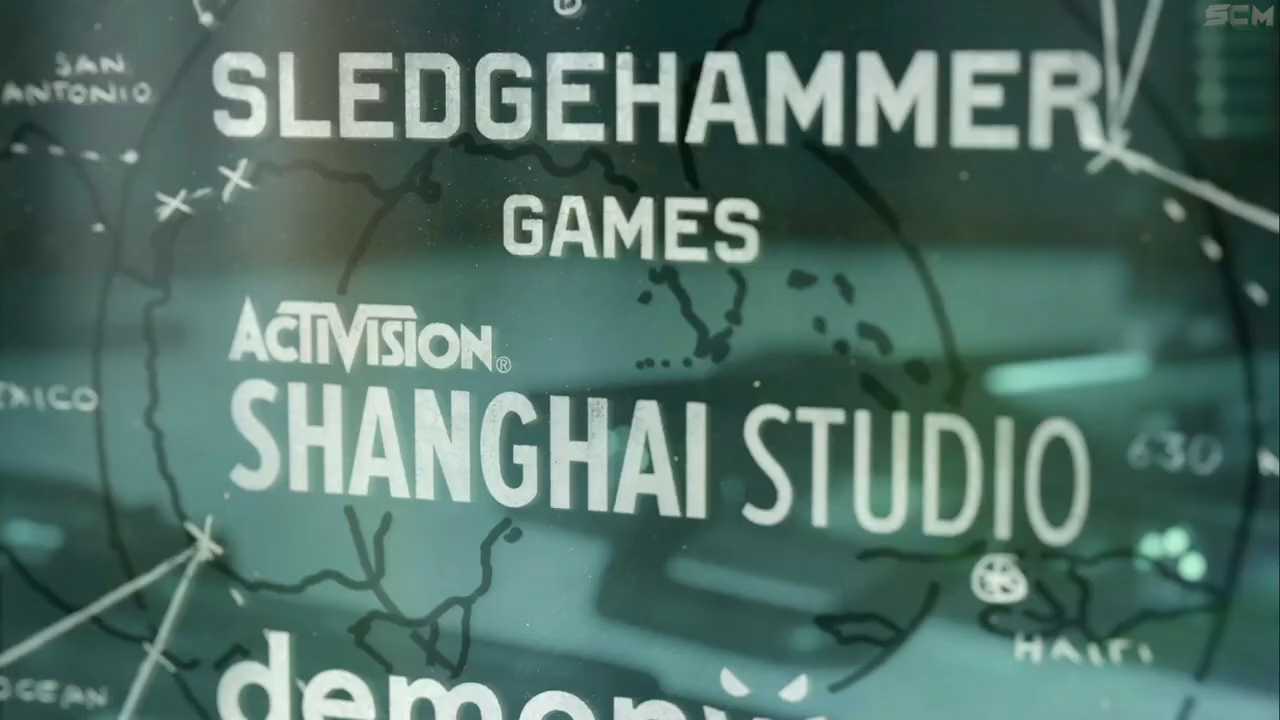 SCM
SAN
ANTONIO
SLEDGEHAMMER
GAMES
ACTIVISION®
SHANGHAI STUDIO
630
HAITI
OCEAN